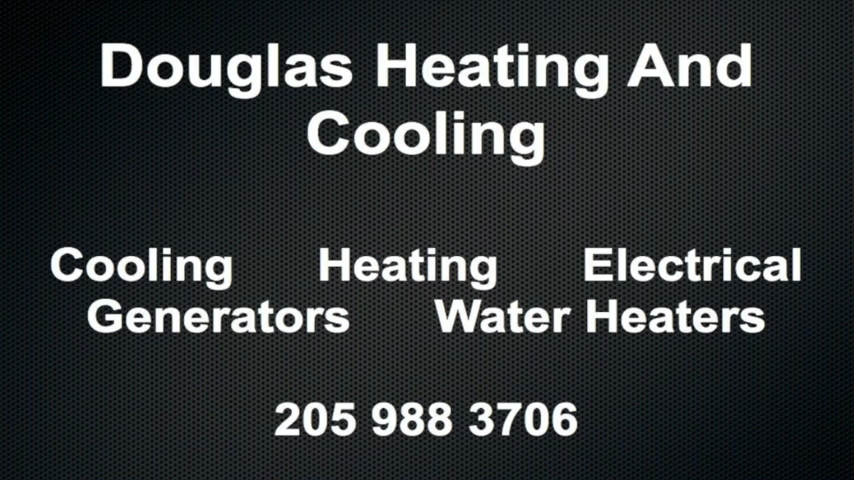 Douglas Heating And
Cooling
Cooling Heating Electrical
Generators Water Heaters
205 988 3706